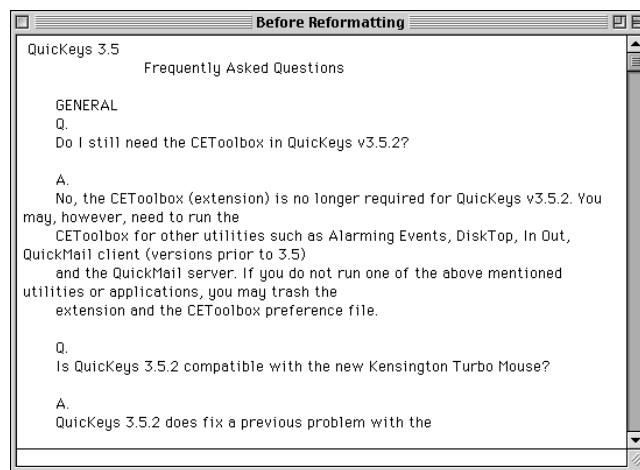 Before Reformatting
QuicKeys 3.5
Frequently Asked Questions
GENERAL
Q.
Do I still need the CEToolbox in QuicKeys v3.5.2?
A.
No, the CEToolbox (extension) is no longer required for QuicKeys v3.5.2. You
may, however, need to run the
CEToolbox for other utilities such as Alarming Events, DiskTop, In Out,
QuickMail client (versions prior to 3.5)
and the QuickMail server. If you do not run one of the above mentioned
utilities or applications, you may trash the
extension and the CEToolbox preference file.
Q.
Is QuicKeys 3.5.2 compatible with the new Kensington Turbo Mouse?
A.
QuicKeys 3.5.2 does fix a previous problem with the